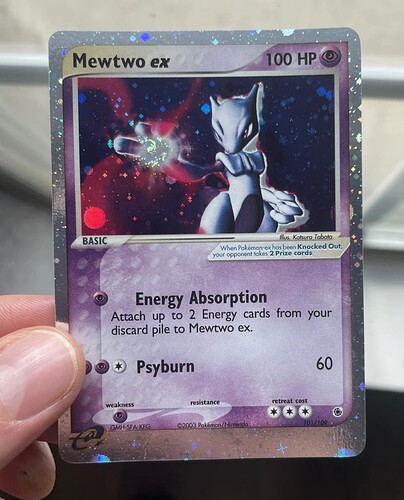 Mewtwo ex 100 HP
BASIC
Illus. Katsura Tabata
When Pokémon-ex has been Knocked Out,
your opponent takes 2 Prize cards.
Energy Absorption
Attach up to 2 Energy cards from your
discard pile to Mewtwo ex.
Psyburn 60
weakness resistance retreat cost
©2003 Pokémon/Nintendo 101/109
e